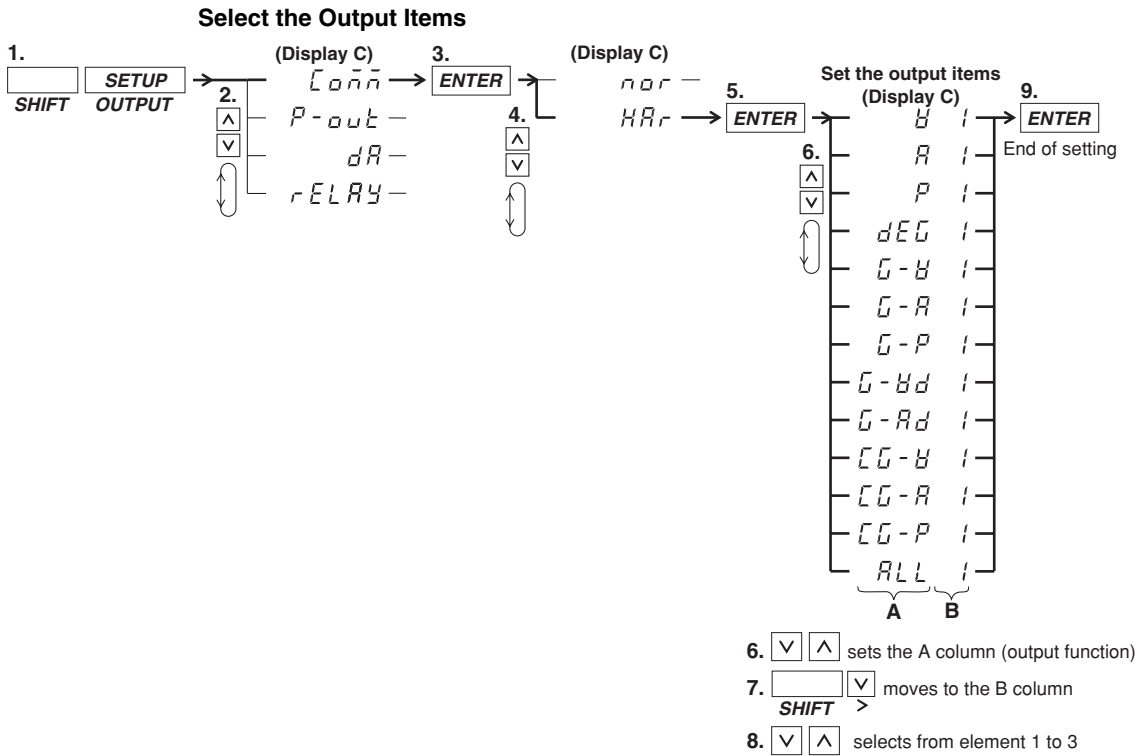 Select the Output Items
1.
SETUP
SHIFT OUTPUT
2.
(Display C)
Comm
P-out
dA
rELAY
3.
ENTER
4.
(Display C)
nor
HAr
5.
ENTER
6.
Set the output items
(Display C)
V 1
A 1
P 1
dEG 1
G-V 1
G-A 1
G-P 1
G-Vd 1
G-Ad 1
CG-V 1
CG-A 1
CG-P 1
ALL 1
A B
9.
ENTER
End of setting
6. sets the A column (output function)
7. moves to the B column
SHIFT >
8. selects from element 1 to 3